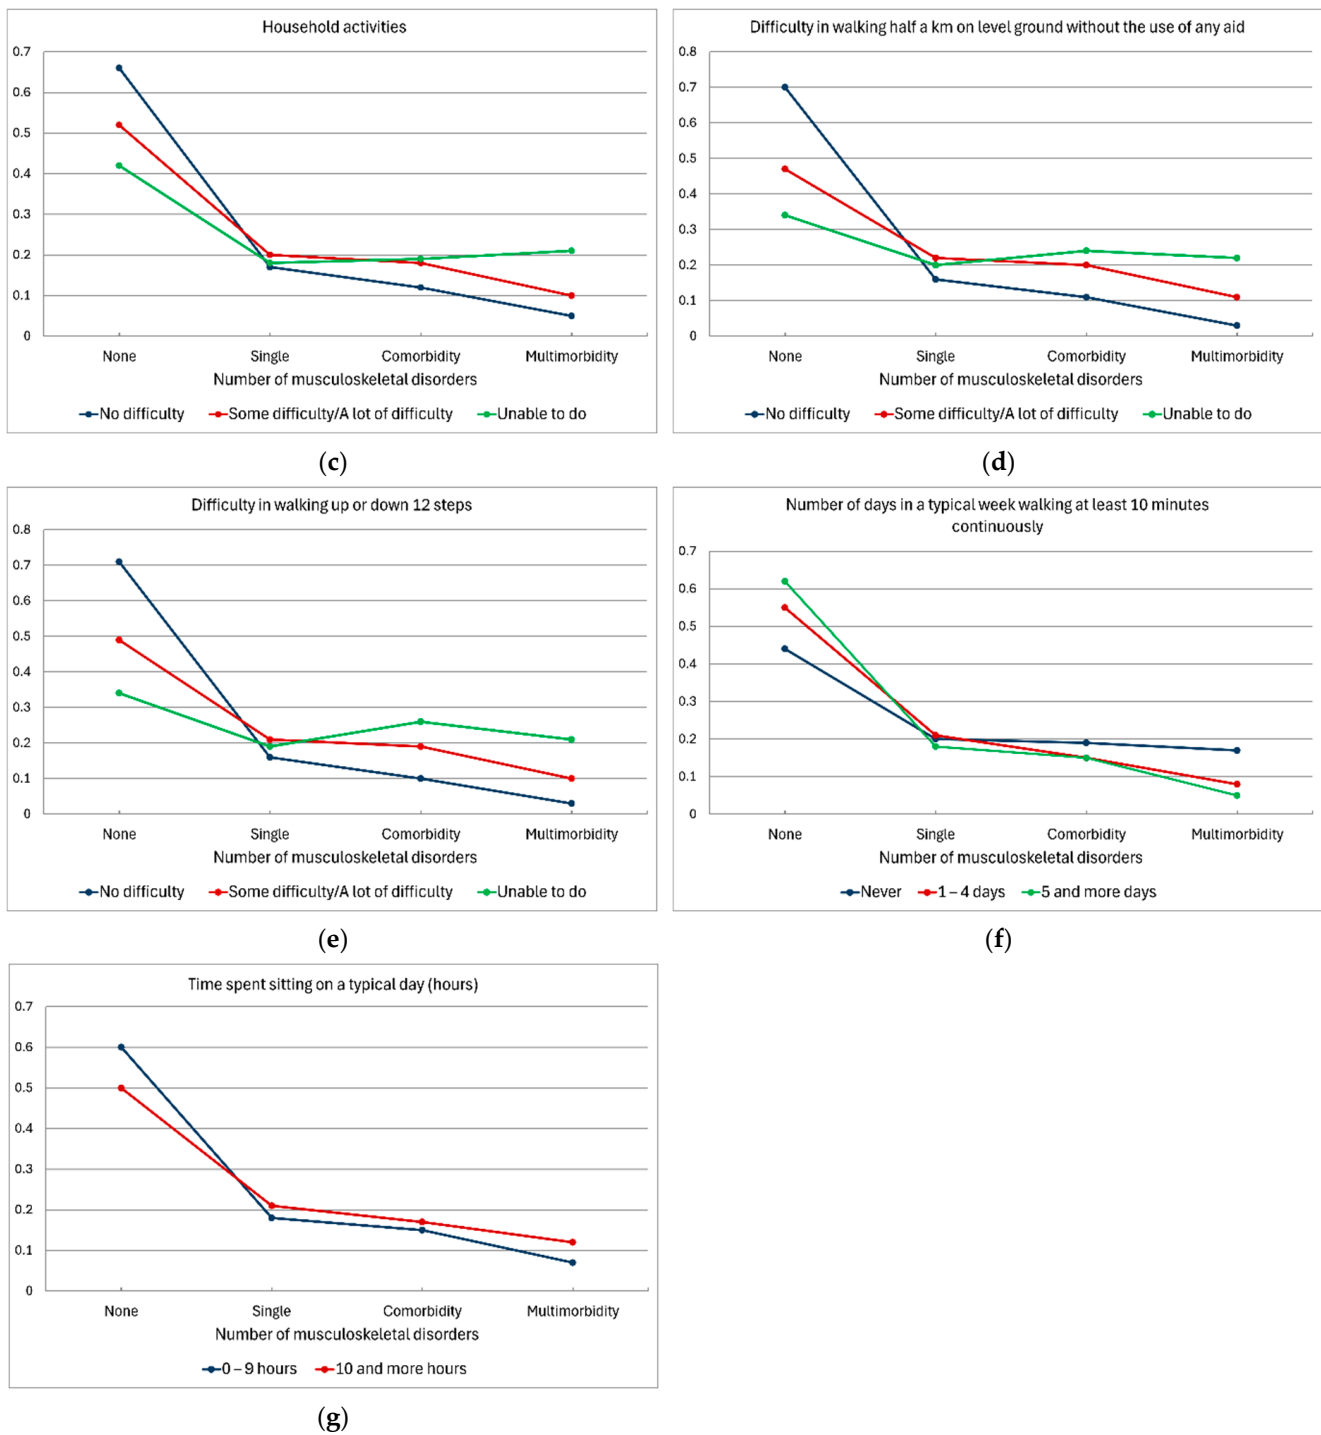 Household activities
0.7
0.6
0.5
0.4
0.3
0.2
0.1
0
None Single Comorbidity Multimorbidity
Number of musculoskeletal disorders
No difficulty Some difficulty/A lot of difficulty Unable to do
(c)
Difficulty in walking half a km on level ground without the use of any aid
0.8
0.7
0.6
0.5
0.4
0.3
0.2
0.1
0
None Single Comorbidity Multimorbidity
Number of musculoskeletal disorders
No difficulty Some difficulty/A lot of difficulty Unable to do
(d)
Difficulty in walking up or down 12 steps
0.8
0.7
0.6
0.5
0.4
0.3
0.2
0.1
0
None Single Comorbidity Multimorbidity
Number of musculoskeletal disorders
No difficulty Some difficulty/A lot of difficulty Unable to do
(e)
Number of days in a typical week walking at least 10 minutes
continuously
0.7
0.6
0.5
0.4
0.3
0.2
0.1
0
None Single Comorbidity Multimorbidity
Number of musculoskeletal disorders
Never 1 – 4 days 5 and more days
(f)
Time spent sitting on a typical day (hours)
0.7
0.6
0.5
0.4
0.3
0.2
0.1
0
None Single Comorbidity Multimorbidity
Number of musculoskeletal disorders
0 – 9 hours 10 and more hours
(g)